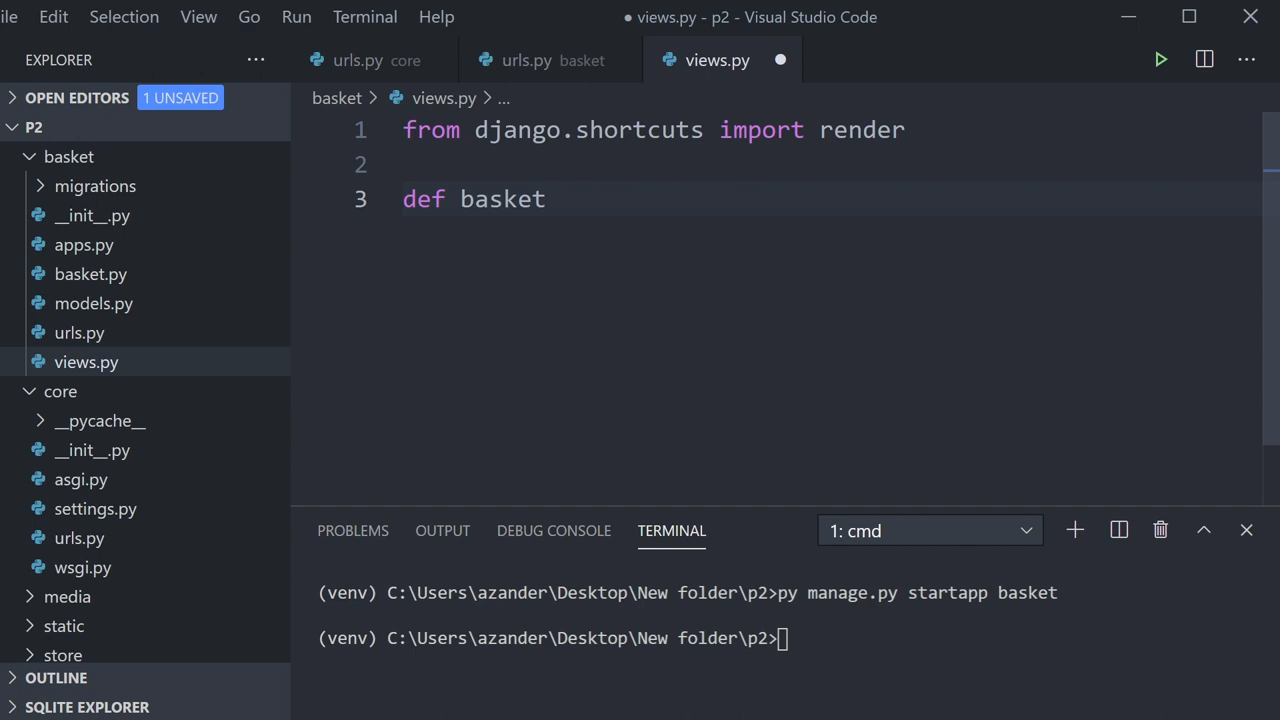 ile Edit Selection View Go Run Terminal Help ● views.py - p2 - Visual Studio Code
EXPLORER ··· urls.py core urls.py basket views.py
OPEN EDITORS 1 UNSAVED
P2
basket
migrations
__init__.py
apps.py
basket.py
models.py
urls.py
views.py
core
__pycache__
__init__.py
asgi.py
settings.py
urls.py
wsgi.py
media
static
store
OUTLINE
SQLITE EXPLORER
basket > views.py > ...
1 from django.shortcuts import render
2
3 def basket
PROBLEMS OUTPUT DEBUG CONSOLE TERMINAL 1: cmd
(venv) C:\Users\azander\Desktop\New folder\p2>py manage.py startapp basket
(venv) C:\Users\azander\Desktop\New folder\p2>